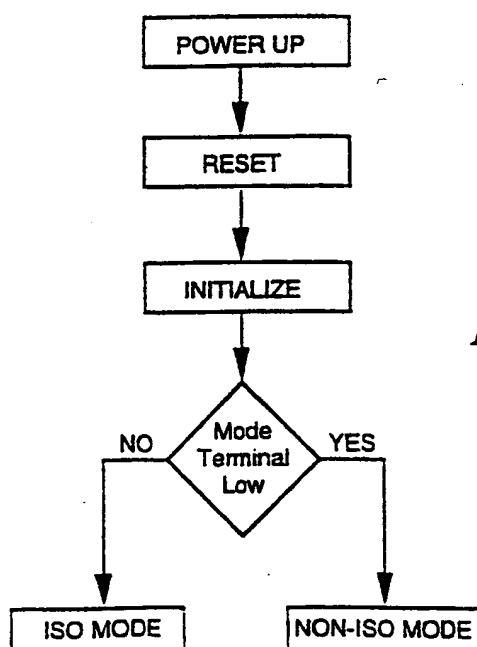 POWER UP
RESET
INITIALIZE
Mode
Terminal
Low
NO
YES
ISO MODE
NON-ISO MODE